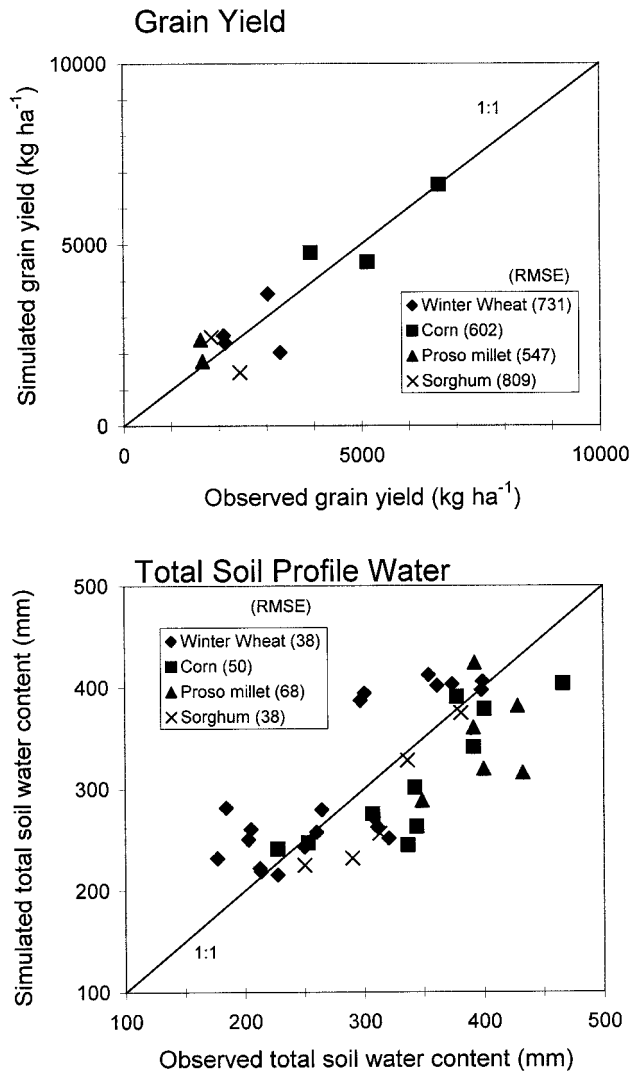 Grain Yield
10000
1:1
Simulated grain yield (kg ha⁻¹)
5000
(RMSE)
Winter Wheat (731)
Corn (602)
Proso millet (547)
Sorghum (809)
0
0 5000 10000
Observed grain yield (kg ha⁻¹)
Total Soil Profile Water
500
(RMSE)
Winter Wheat (38)
Corn (50)
Proso millet (68)
Sorghum (38)
400
Simulated total soil water content (mm)
300
200
1:1
100
100 200 300 400 500
Observed total soil water content (mm)